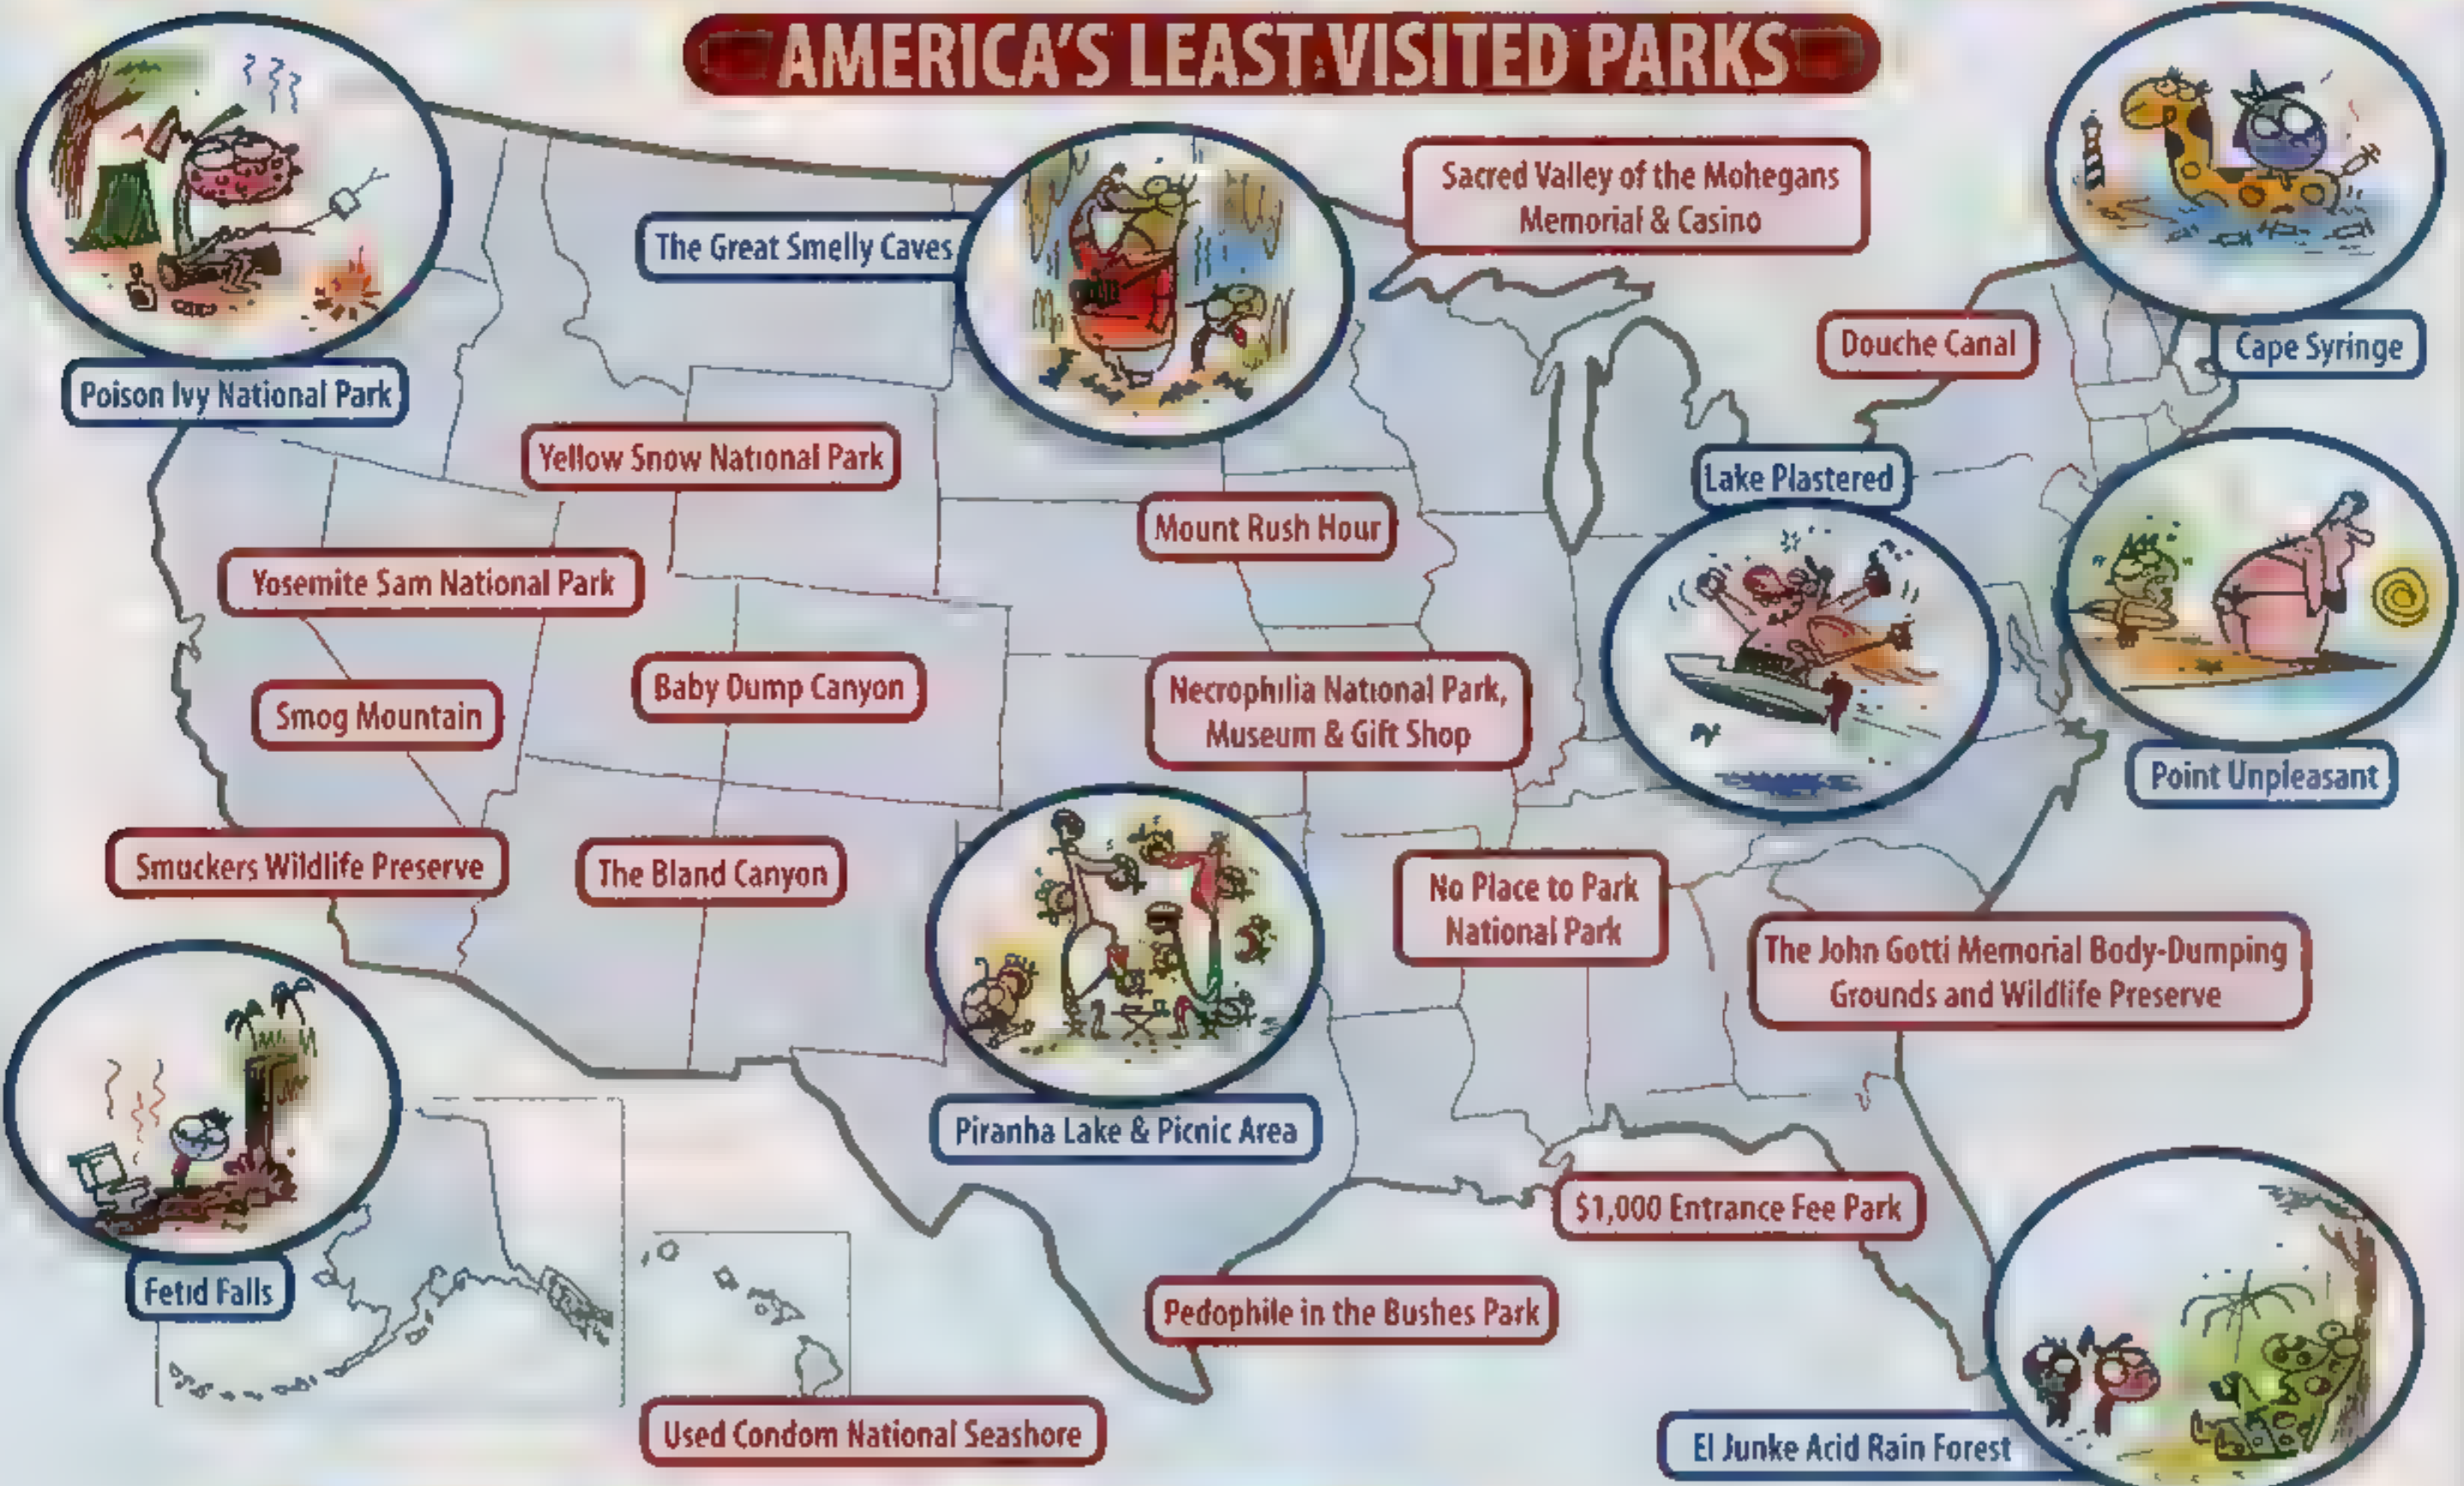 AMERICA'S LEAST VISITED PARKS
Sacred Valley of the Mohegans
Memorial & Casino
The Great Smelly Caves
Douche Canal
Cape Syringe
Poison Ivy National Park
Yellow Snow National Park
Lake Plastered
Mount Rush Hour
Yosemite Sam National Park
Baby Dump Canyon
Necrophilia National Park,
Museum & Gift Shop
Smog Mountain
Point Unpleasant
Smuckers Wildlife Preserve
The Bland Canyon
No Place to Park
National Park
The John Gotti Memorial Body-Dumping
Grounds and Wildlife Preserve
Piranha Lake & Picnic Area
$1,000 Entrance Fee Park
Fetid Falls
Pedophile in the Bushes Park
Used Condom National Seashore
El Junke Acid Rain Forest